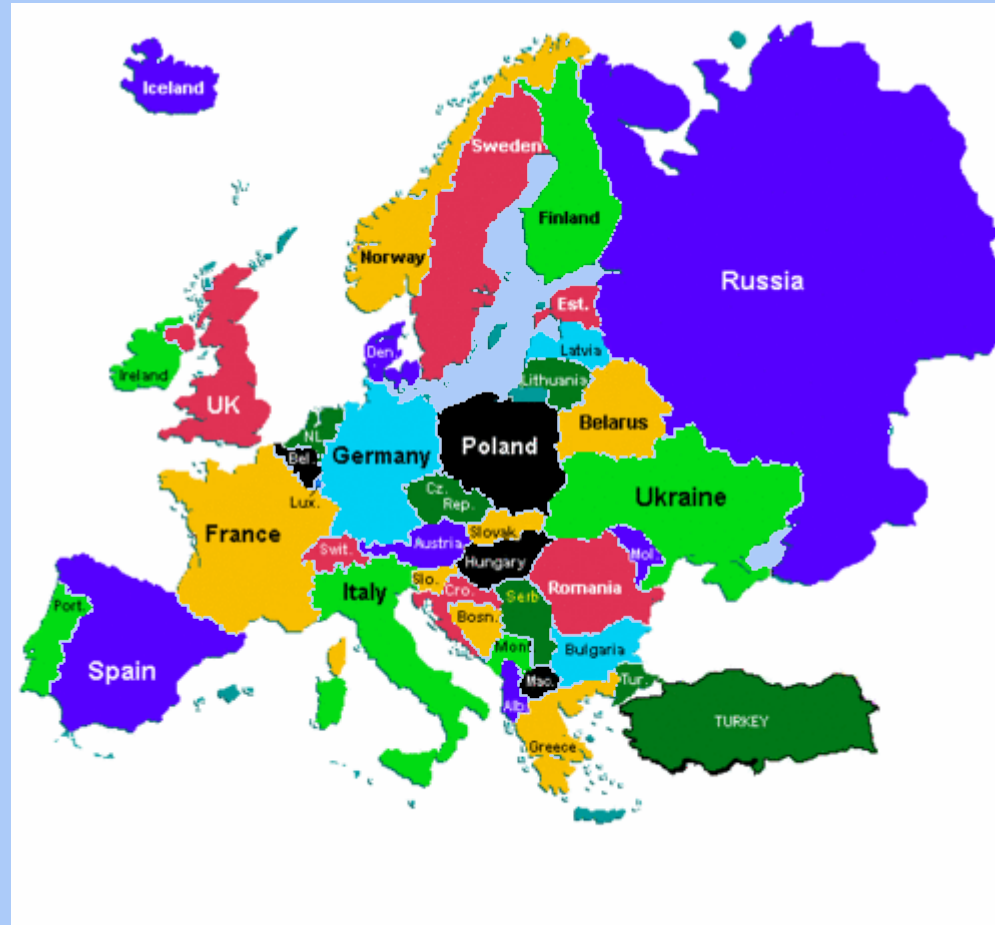 Iceland
Sweden
Finland
Norway
Russia
Est.
Den.
Latvia
Ireland
Lithuania
UK
Belarus
NL
Bel.
Germany
Poland
Cz.
Rep.
Lux.
Ukraine
France
Slovak.
Austria
Swit.
Mol.
Hungary
Slo.
Cro.
Italy
Romania
Serb
Port.
Bosn.
Mont
Bulgaria
Spain
Mac.
Tur.
Alb.
TURKEY
Greece